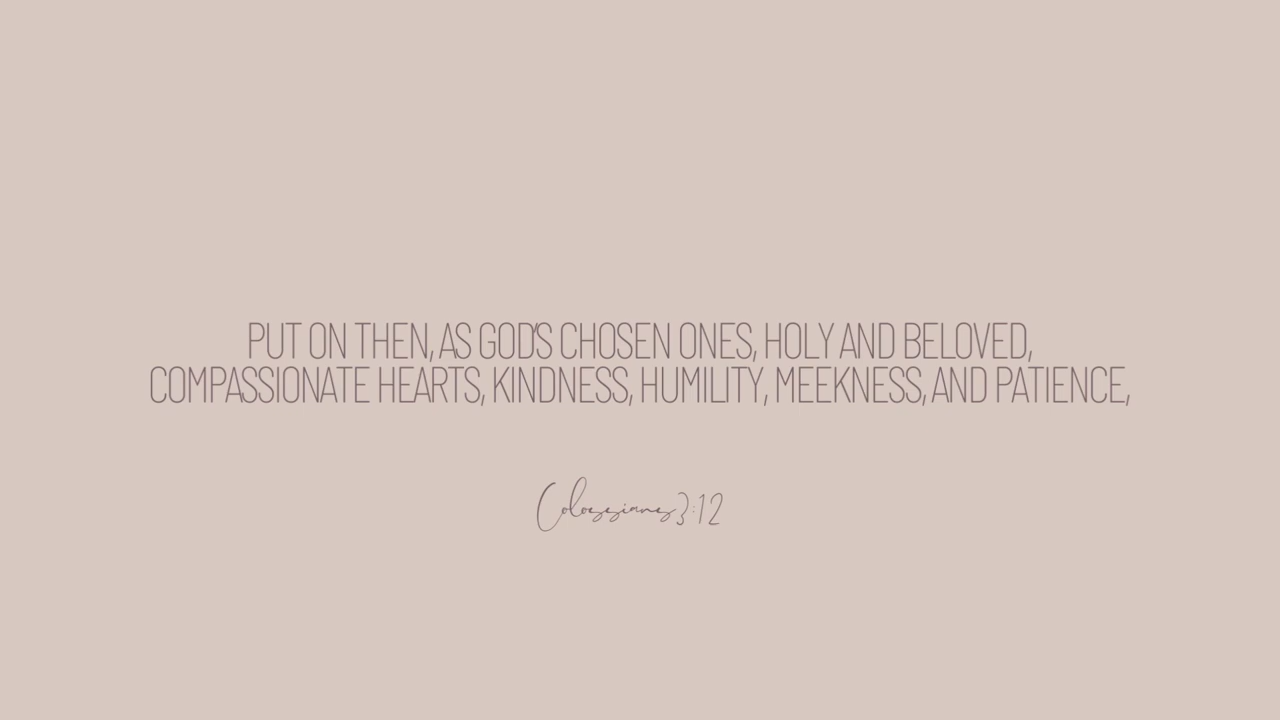 PUT ON THEN, AS GOD'S CHOSEN ONES, HOLY AND BELOVED,
COMPASSIONATE HEARTS, KINDNESS, HUMILITY, MEEKNESS, AND PATIENCE,
Colossians 3:12